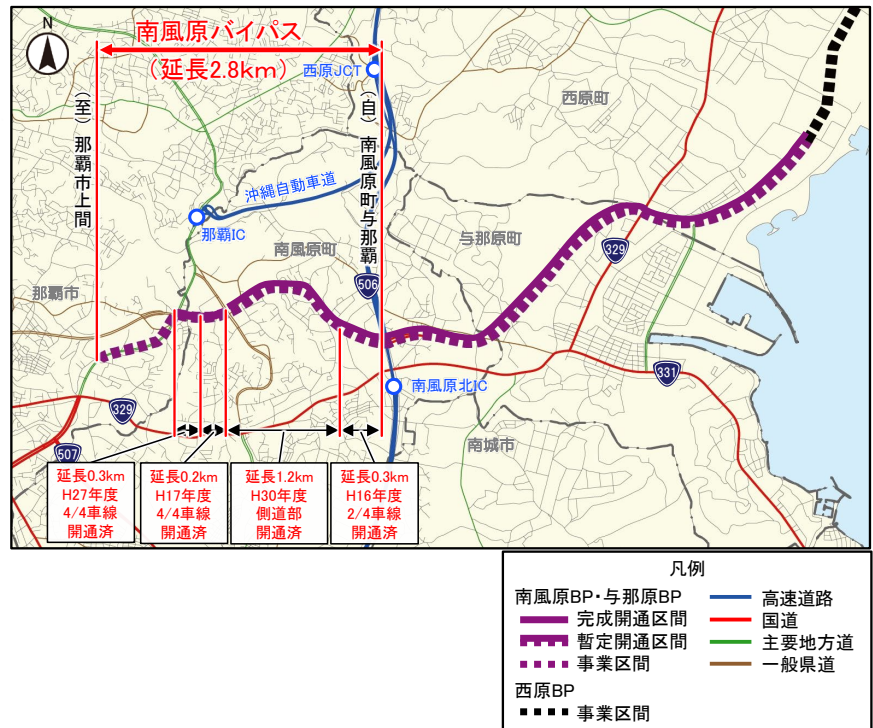 N
南風原バイパス
（延長2.8km）
西原JCT
（至）那覇市上間
（自）南風原町与那覇
西原町
沖縄自動車道
那覇IC
南風原町
与那原町
329
506
那覇市
南風原北IC
331
329
507
南城市
延長0.3km
H27年度
4/4車線
開通済
延長0.2km
H17年度
4/4車線
開通済
延長1.2km
H30年度
側道部
開通済
延長0.3km
H16年度
2/4車線
開通済
凡例
南風原BP・与那原BP
完成開通区間
暫定開通区間
事業区間
西原BP
事業区間
高速道路
国道
主要地方道
一般県道